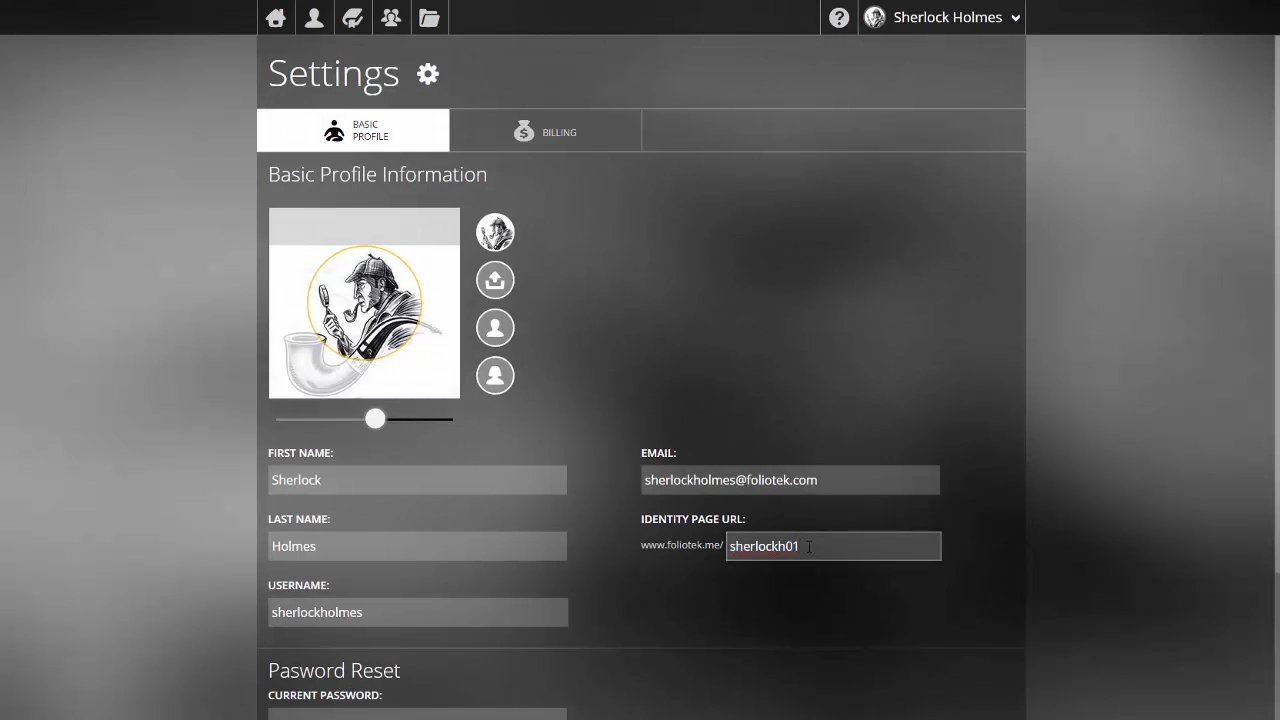 Sherlock Holmes
Settings
BASIC
PROFILE
BILLING
Basic Profile Information
FIRST NAME:
Sherlock
EMAIL:
sherlockholmes@foliotek.com
LAST NAME:
Holmes
IDENTITY PAGE URL:
www.foliotek.me/ sherlockh01
USERNAME:
sherlockholmes
Pasword Reset
CURRENT PASSWORD: